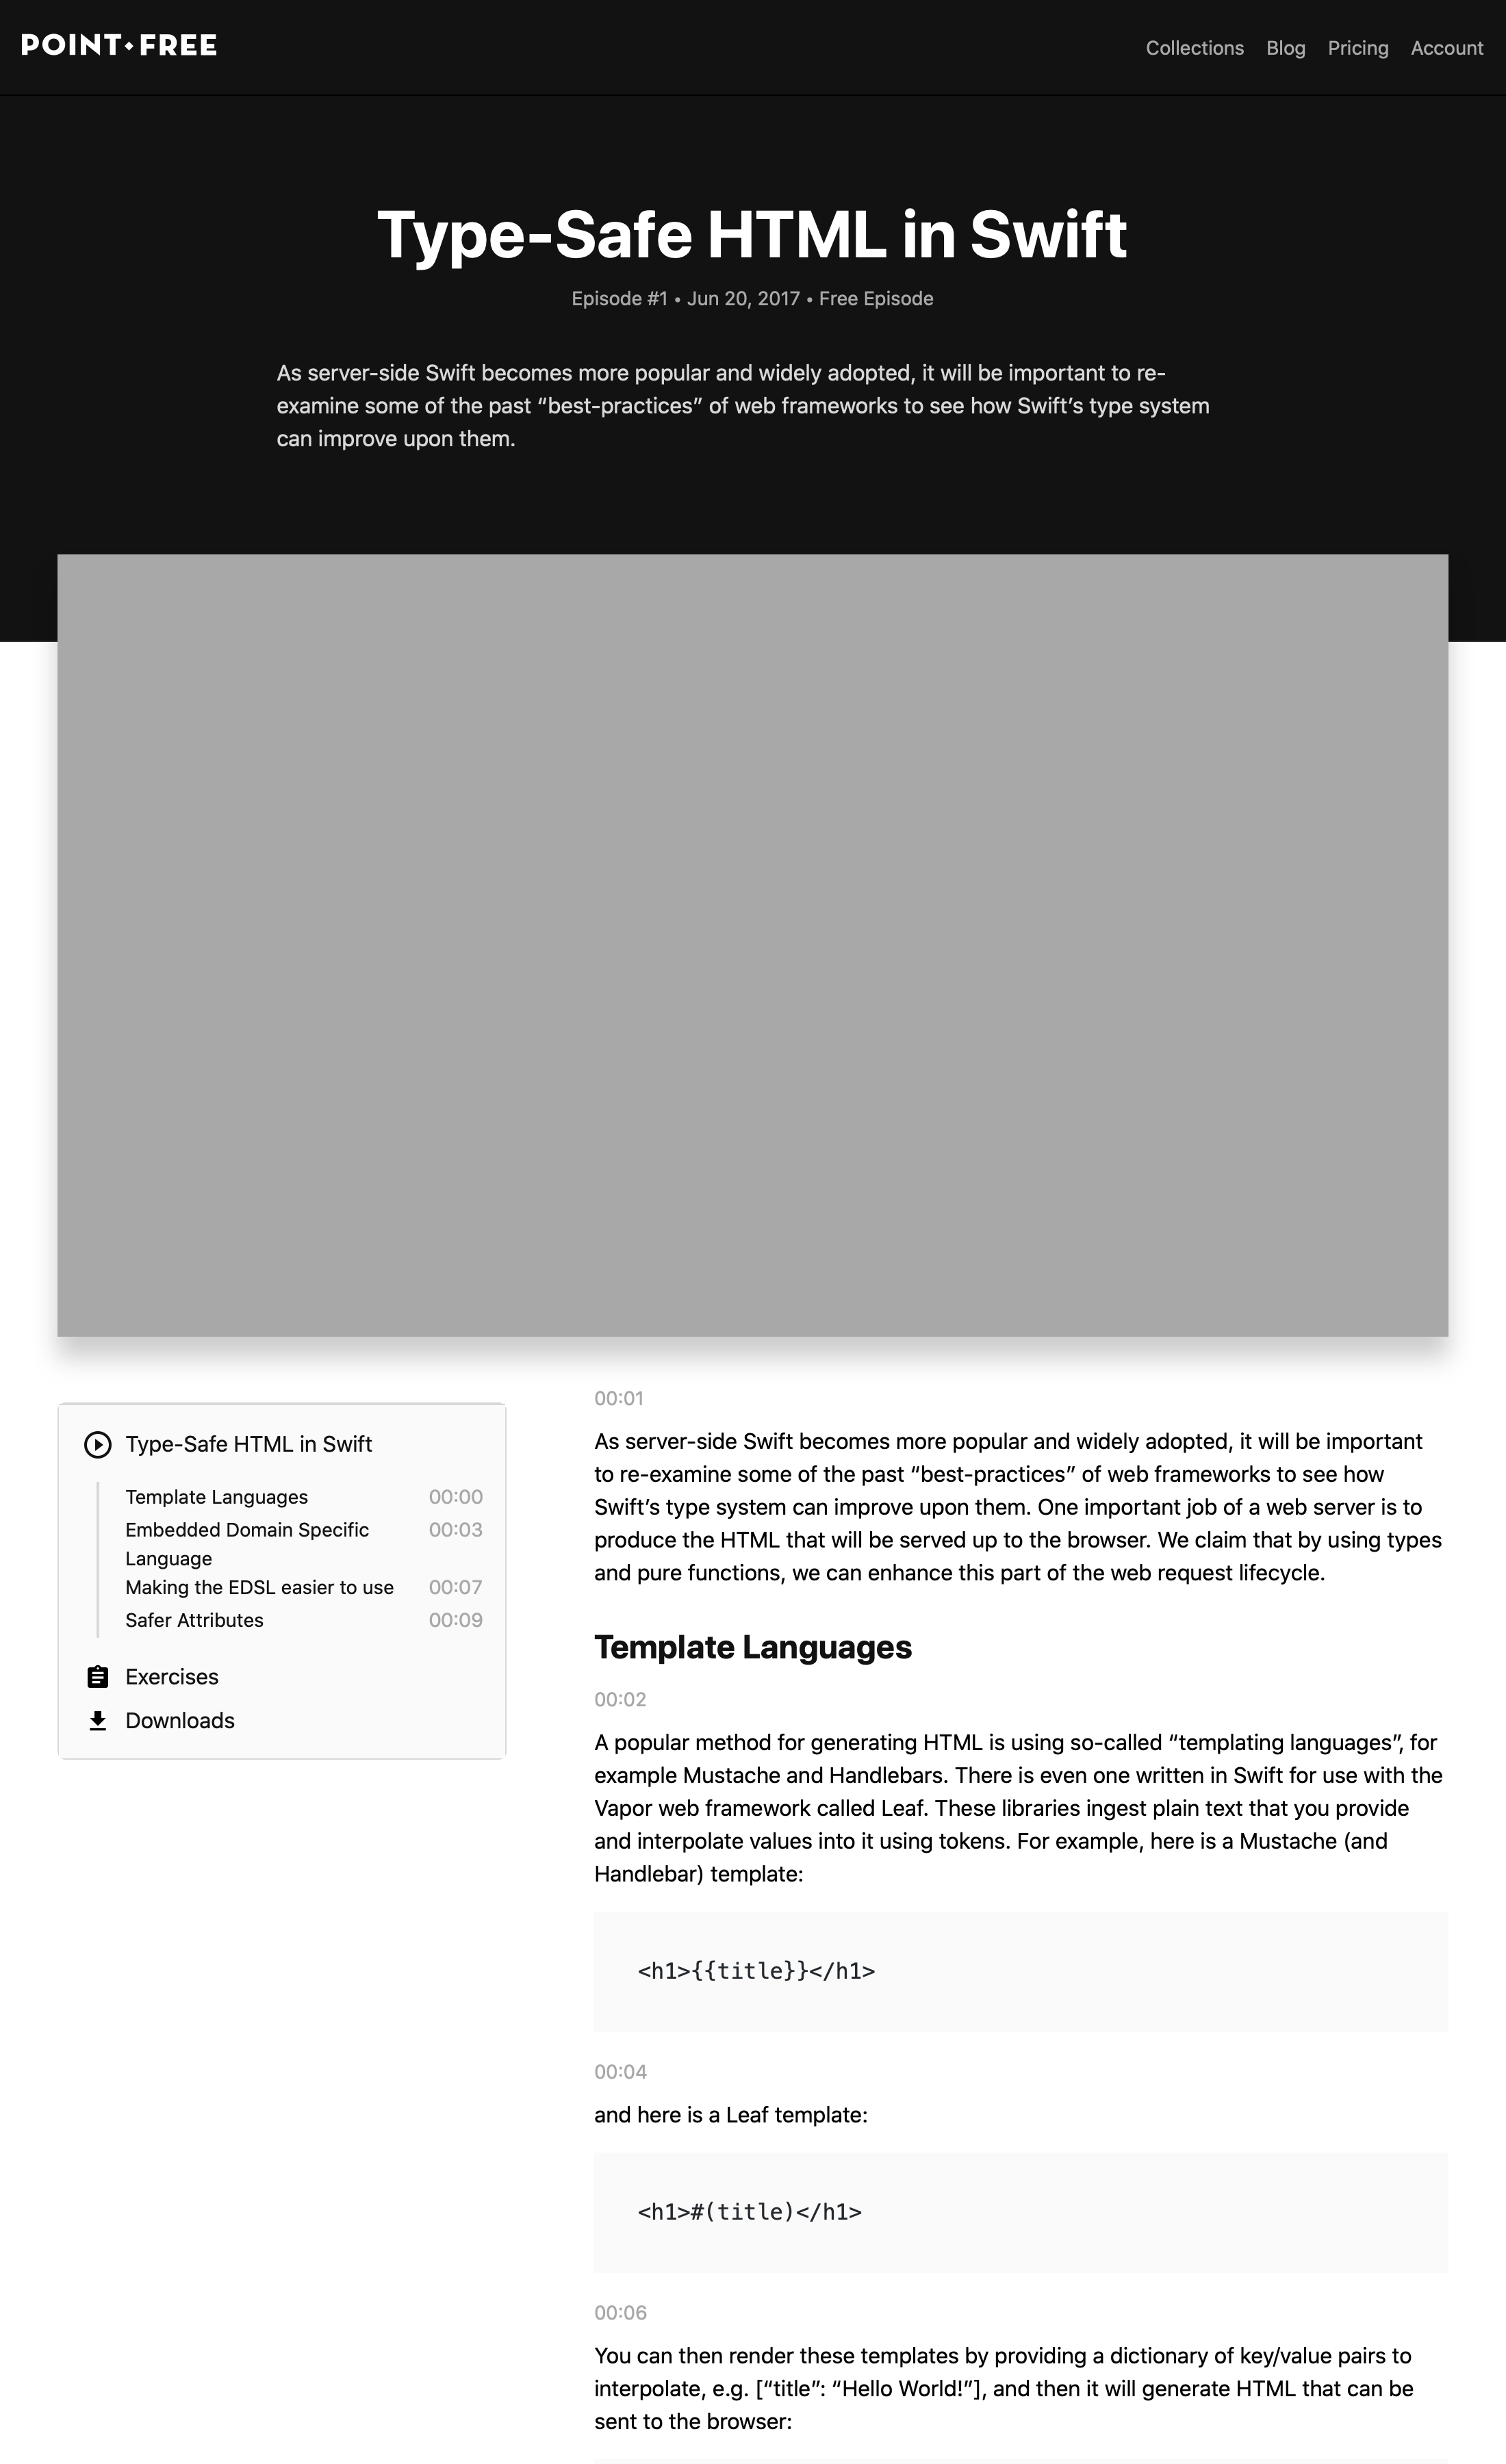 POINT•FREE
Collections Blog Pricing Account
Type-Safe HTML in Swift
Episode #1 • Jun 20, 2017 • Free Episode
As server-side Swift becomes more popular and widely adopted, it will be important to re-
examine some of the past “best-practices” of web frameworks to see how Swift’s type system
can improve upon them.
Type-Safe HTML in Swift
Template Languages 00:00
Embedded Domain Specific 00:03
Language
Making the EDSL easier to use 00:07
Safer Attributes 00:09
Exercises
Downloads
00:01
As server-side Swift becomes more popular and widely adopted, it will be important
to re-examine some of the past “best-practices” of web frameworks to see how
Swift’s type system can improve upon them. One important job of a web server is to
produce the HTML that will be served up to the browser. We claim that by using types
and pure functions, we can enhance this part of the web request lifecycle.
Template Languages
00:02
A popular method for generating HTML is using so-called “templating languages”, for
example Mustache and Handlebars. There is even one written in Swift for use with the
Vapor web framework called Leaf. These libraries ingest plain text that you provide
and interpolate values into it using tokens. For example, here is a Mustache (and
Handlebar) template:
<h1>{{title}}</h1>
00:04
and here is a Leaf template:
<h1>#(title)</h1>
00:06
You can then render these templates by providing a dictionary of key/value pairs to
interpolate, e.g. [“title”: “Hello World!”], and then it will generate HTML that can be
sent to the browser: